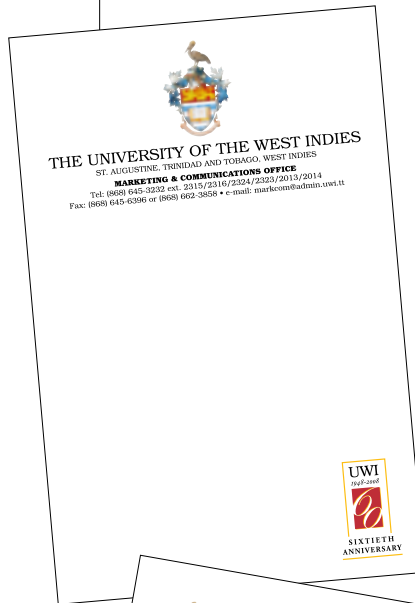 THE UNIVERSITY OF THE WEST INDIES
ST. AUGUSTINE, TRINIDAD AND TOBAGO, WEST INDIES
MARKETING & COMMUNICATIONS OFFICE
Tel: (868) 645-3232 ext. 2315/2316/2324/2323/2013/2014
Fax: (868) 645-6396 or (868) 662-3858 • e-mail: markcom@admin.uwi.tt
UWI
1948-2008
60
SIXTIETH
ANNIVERSARY